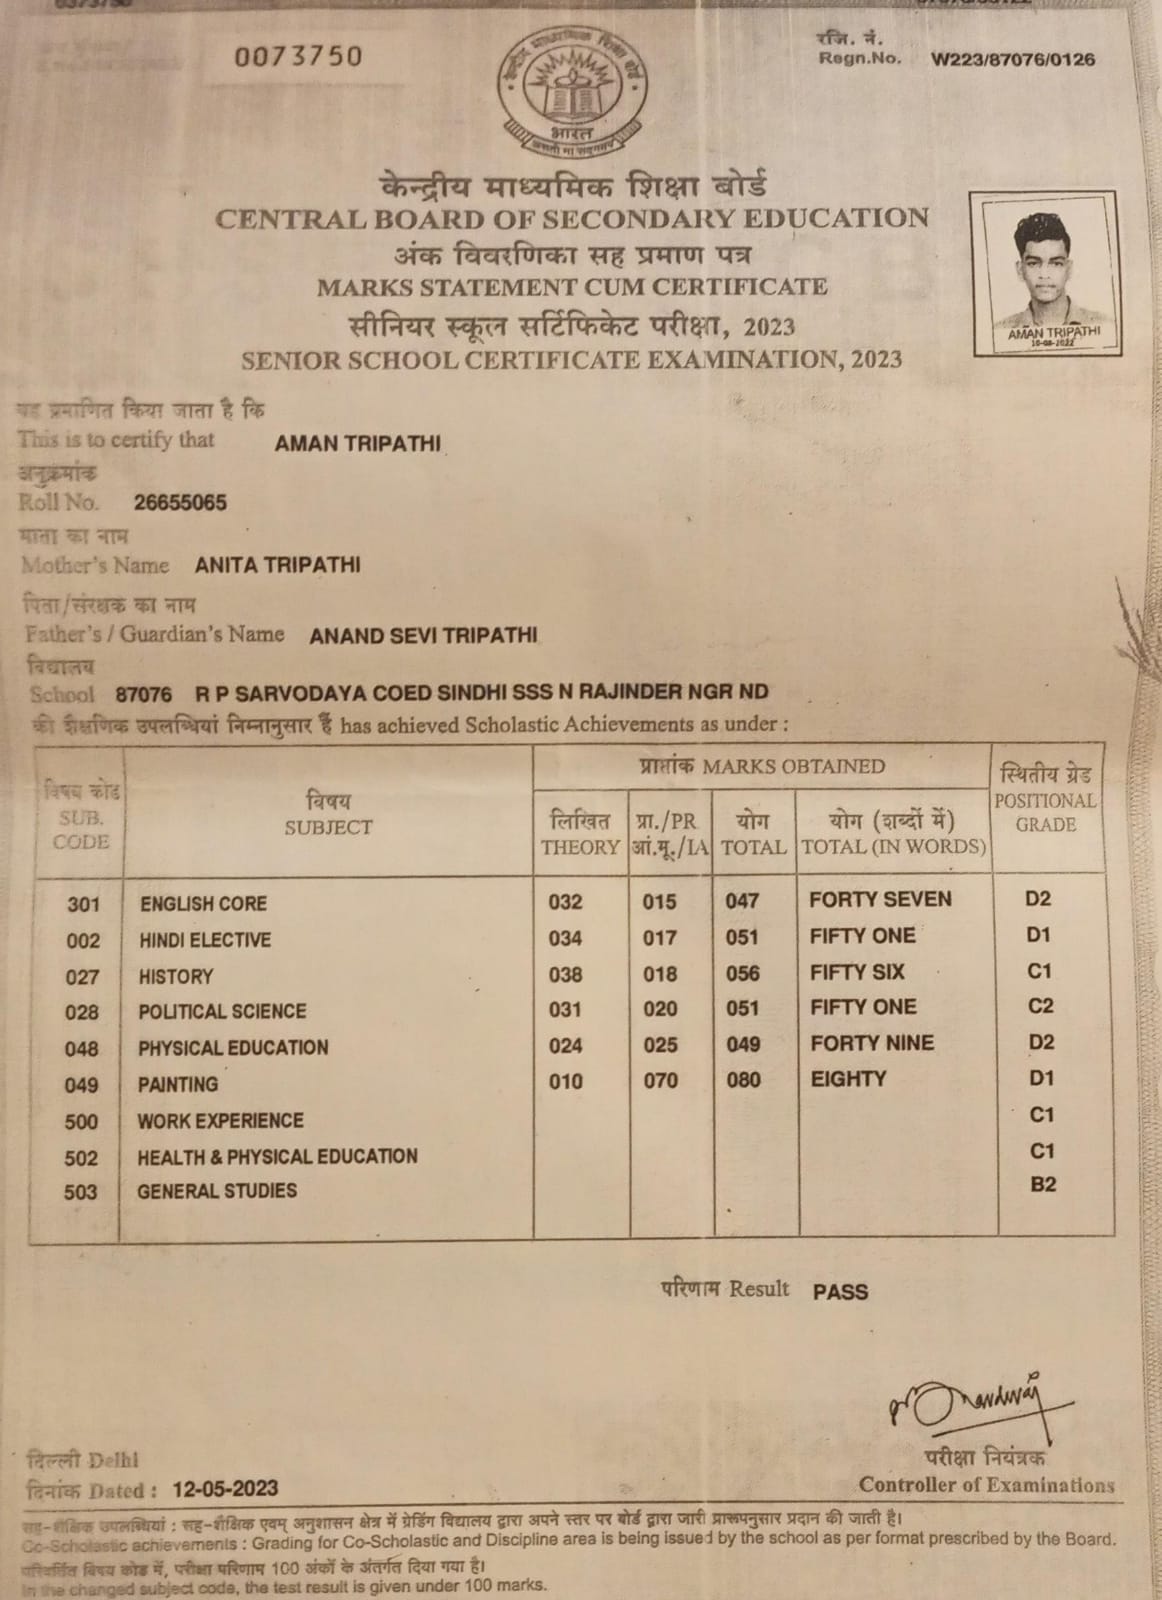 0073750
रजि. नं.
Regn.No. W223/87076/0126
केन्द्रीय माध्यमिक शिक्षा बोर्ड
भारत
असतो मा सद्गमय
केन्द्रीय माध्यमिक शिक्षा बोर्ड
CENTRAL BOARD OF SECONDARY EDUCATION
अंक विवरणिका सह प्रमाण पत्र
MARKS STATEMENT CUM CERTIFICATE
सीनियर स्कूल सर्टिफिकेट परीक्षा, 2023
SENIOR SCHOOL CERTIFICATE EXAMINATION, 2023
AMAN TRIPATHI
यह प्रमाणित किया जाता है कि
This is to certify that AMAN TRIPATHI
अनुक्रमांक
Roll No. 26655065
माता का नाम
Mother's Name ANITA TRIPATHI
पिता/संरक्षक का नाम
Father's / Guardian's Name ANAND SEVI TRIPATHI
विद्यालय
School 87076 R P SARVODAYA COED SINDHI SSS N RAJINDER NGR ND
की शैक्षणिक उपलब्धियां निम्नानुसार हैं has achieved Scholastic Achievements as under :
विषय कोड SUB. CODE विषय SUBJECT प्राप्तांक MARKS OBTAINED स्थितीय ग्रेड POSITIONAL GRADE
लिखित THEORY प्रा./PR आं.मू./IA योग TOTAL योग (शब्दों में) TOTAL (IN WORDS)
301 ENGLISH CORE 032 015 047 FORTY SEVEN D2
002 HINDI ELECTIVE 034 017 051 FIFTY ONE D1
027 HISTORY 038 018 056 FIFTY SIX C1
028 POLITICAL SCIENCE 031 020 051 FIFTY ONE C2
048 PHYSICAL EDUCATION 024 025 049 FORTY NINE D2
049 PAINTING 010 070 080 EIGHTY D1
500 WORK EXPERIENCE C1
502 HEALTH & PHYSICAL EDUCATION C1
503 GENERAL STUDIES B2
परिणाम Result PASS
दिल्ली Delhi
दिनांक Dated : 12-05-2023
परीक्षा नियंत्रक
Controller of Examinations
सह-शैक्षिक उपलब्धियां : सह-शैक्षिक एवम् अनुशासन क्षेत्र में ग्रेडिंग विद्यालय द्वारा अपने स्तर पर बोर्ड द्वारा जारी प्रारूपनुसार प्रदान की जाती है।
Co-Scholastic achievements : Grading for Co-Scholastic and Discipline area is being issued by the school as per format prescribed by the Board.
परिवर्तित विषय कोड में, परीक्षा परिणाम 100 अंकों के अंतर्गत दिया गया है।
In the changed subject code, the test result is given under 100 marks.